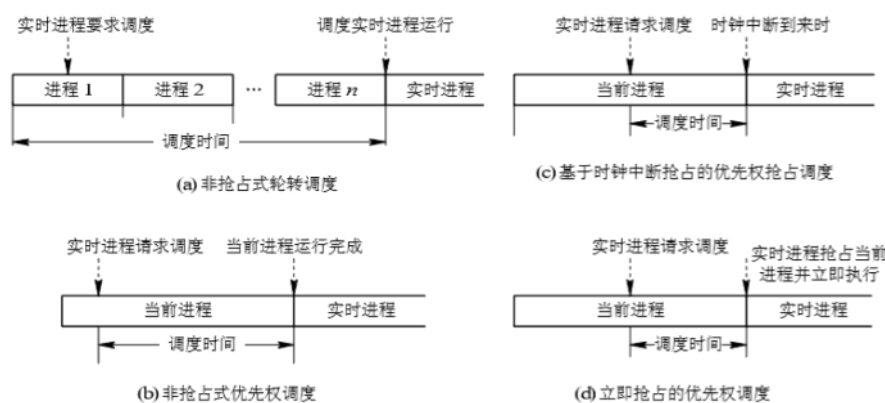 实时进程要求调度
调度实时进程运行
进程 1
进程 2
…
进程 n
实时进程
调度时间
(a) 非抢占式轮转调度
实时进程请求调度
时钟中断到来时
当前进程
实时进程
调度时间
(c) 基于时钟中断抢占的优先权抢占调度
实时进程请求调度
当前进程运行完成
当前进程
实时进程
调度时间
(b) 非抢占式优先权调度
实时进程请求调度
实时进程抢占当前
进程并立即执行
当前进程
实时进程
调度时间
(d) 立即抢占的优先权调度